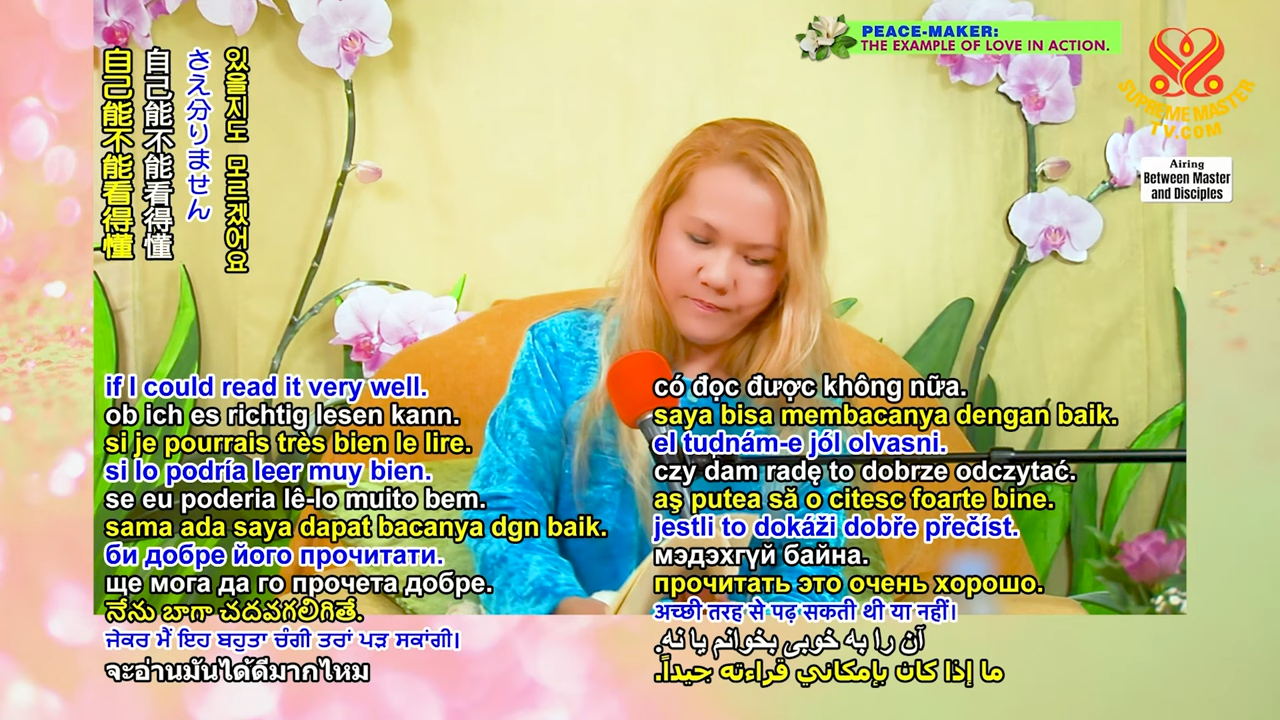 PEACE-MAKER:
THE EXAMPLE OF LOVE IN ACTION.
SUPREME MASTER
TV.COM
Airing
Between Master
and Disciples
있을지도 모르겠어요
さえ分りません
自己能不能看得懂
自己能不能看得懂
if I could read it very well.
ob ich es richtig lesen kann.
si je pourrais très bien le lire.
si lo podría leer muy bien.
se eu poderia lê-lo muito bem.
sama ada saya dapat bacanya dgn baik.
би добре його прочитати.
ще мога да го прочета добре.
నేను బాగా చదవగలిగితే.
ਜੇਕਰ ਮੈਂ ਇਹ ਬਹੁਤਾ ਚੰਗੀ ਤਰਾਂ ਪੜ ਸਕਾਂਗੀ।
จะอ่านมันได้ดีมากไหม
có đọc được không nữa.
saya bisa membacanya dengan baik.
el tudnám-e jól olvasni.
czy dam radę to dobrze odczytać.
aş putea să o citesc foarte bine.
jestli to dokáži dobře přečíst.
мэдэхгүй байна.
прочитать это очень хорошо.
अच्छी तरह से पढ़ सकती थी या नहीं।
آن را به خوبی بخوانم یا نه.
ما إذا كان بإمكاني قراءته جيداً.